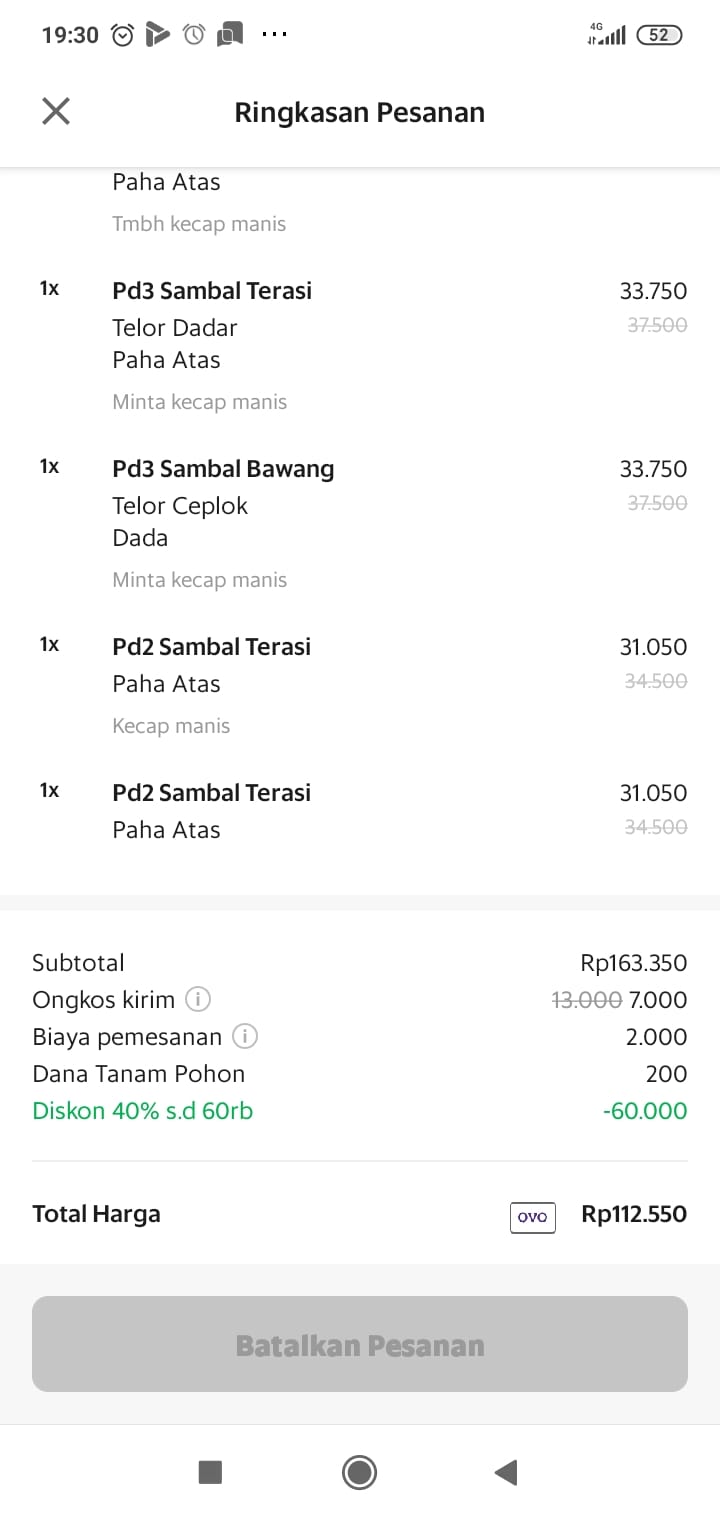 19:30
4G
52
Ringkasan Pesanan
Paha Atas
Tmbh kecap manis
1x Pd3 Sambal Terasi 33.750
Telor Dadar 37.500
Paha Atas
Minta kecap manis
1x Pd3 Sambal Bawang 33.750
Telor Ceplok 37.500
Dada
Minta kecap manis
1x Pd2 Sambal Terasi 31.050
Paha Atas 34.500
Kecap manis
1x Pd2 Sambal Terasi 31.050
Paha Atas 34.500
Subtotal Rp163.350
Ongkos kirim 13.000 7.000
Biaya pemesanan 2.000
Dana Tanam Pohon 200
Diskon 40% s.d 60rb -60.000
Total Harga OVO Rp112.550
Batalkan Pesanan